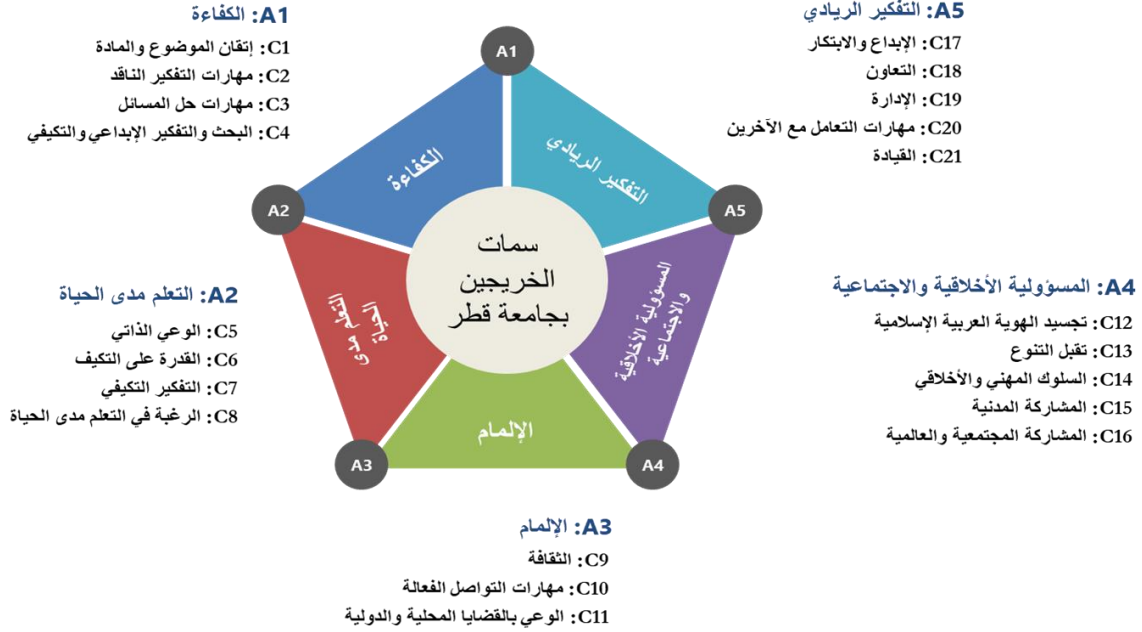 A1: الكفاءة
C1: إتقان الموضوع والمادة
C2: مهارات التفكير الناقد
C3: مهارات حل المسائل
C4: البحث والتفكير الإبداعي والتكيفي
A5: التفكير الريادي
C17: الإبداع والابتكار
C18: التعاون
C19: الإدارة
C20: مهارات التعامل مع الآخرين
C21: القيادة
A1
التفكير الريادي
الكفاءة
A2
A5
سمات
الخريجين
بجامعة قطر
المسؤولية الأخلاقية
والاجتماعية
التعلم مدى
الحياة
الإلمام
A3
A4
A4: المسؤولية الأخلاقية والاجتماعية
C12: تجسيد الهوية العربية الإسلامية
C13: تقبل التنوع
C14: السلوك المهني والأخلاقي
C15: المشاركة المدنية
C16: المشاركة المجتمعية والعالمية
A2: التعلم مدى الحياة
C5: الوعي الذاتي
C6: القدرة على التكيف
C7: التفكير التكيفي
C8: الرغبة في التعلم مدى الحياة
A3: الإلمام
C9: الثقافة
C10: مهارات التواصل الفعالة
C11: الوعي بالقضايا المحلية والدولية